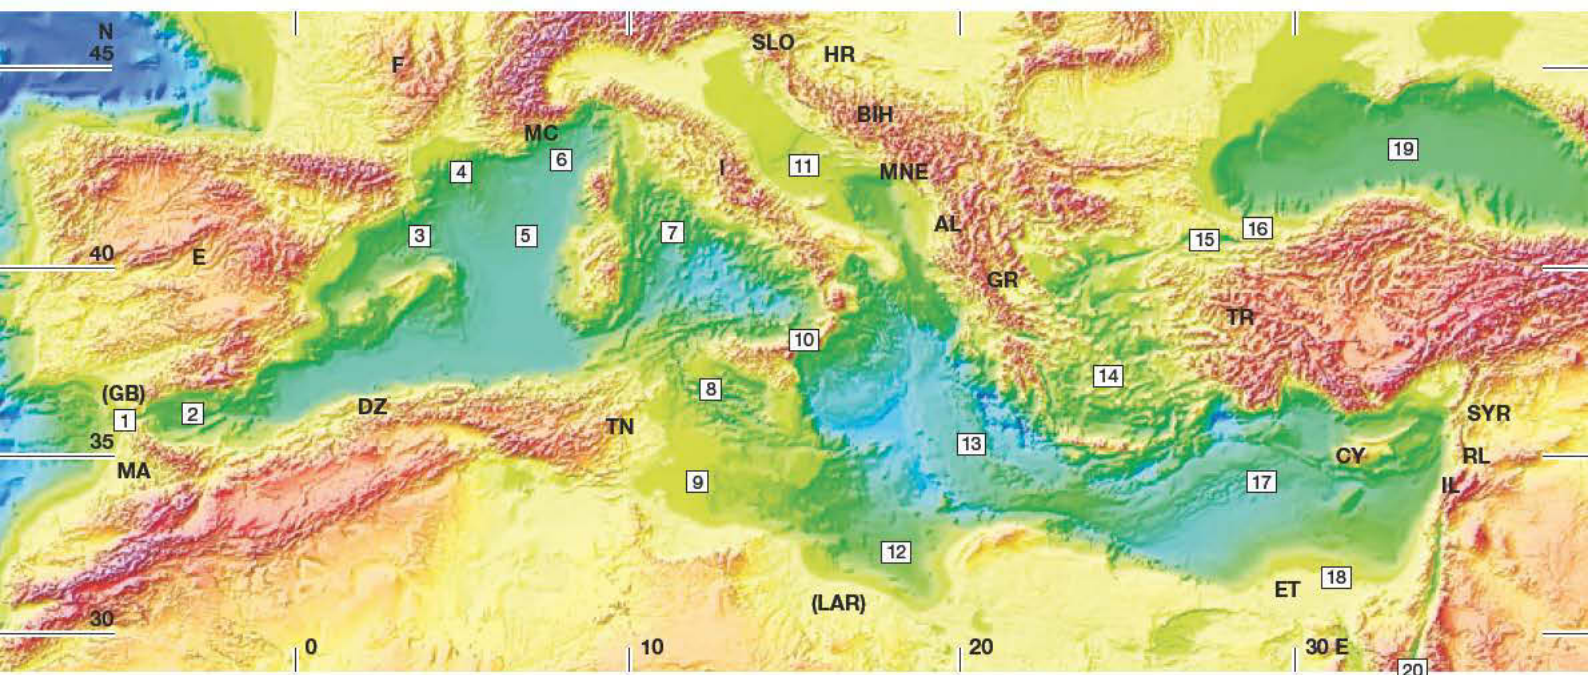 N
45
F
SLO
HR
BIH
MC
6
4
I
11
MNE
19
3
5
7
AL
15
16
40
E
GR
TR
10
14
8
(GB)
1
2
DZ
TN
SYR
35
MA
13
CY
RL
9
17
IL
12
ET
18
(LAR)
30
0
10
20
30 E
20